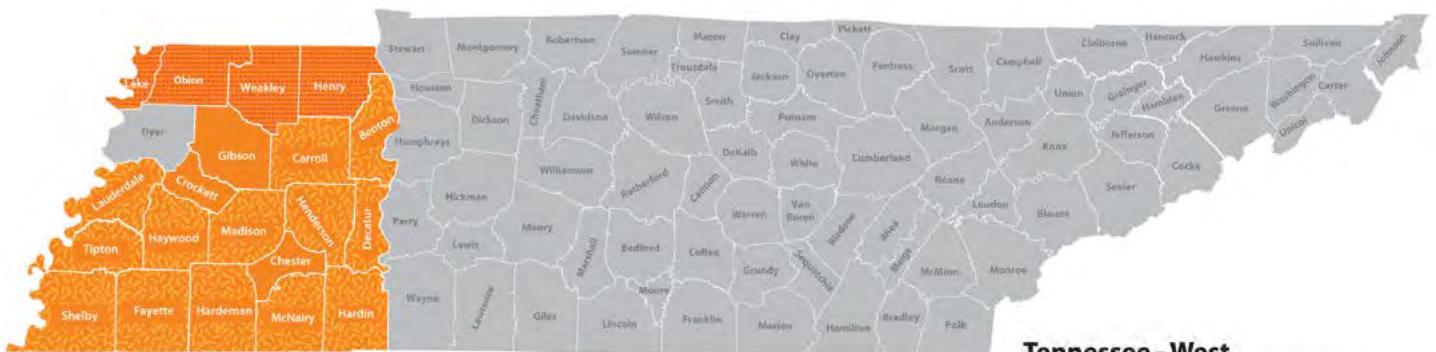 Lake
Obion
Weakley
Henry
Stewart
Montgomery
Robertson
Sumner
Macon
Clay
Pickett
Trousdale
Jackson
Overton
Fentress
Scott
Campbell
Claiborne
Hancock
Hawkins
Sullivan
Johnson
Houston
Cheatham
Smith
Union
Grainger
Hamblen
Washington
Carter
Dyer
Gibson
Carroll
Benton
Humphreys
Dickson
Davidson
Wilson
Putnam
Morgan
Anderson
Knox
Jefferson
Greene
Unicoi
Cocke
Lauderdale
Crockett
Henderson
Decatur
Perry
Hickman
Williamson
Rutherford
Cannon
DeKalb
White
Cumberland
Roane
Loudon
Blount
Sevier
Tipton
Haywood
Madison
Chester
Lewis
Maury
Marshall
Bedford
Coffee
Warren
Van
Buren
Bledsoe
Rhea
Meigs
McMinn
Monroe
Grundy
Sequatchie
Moore
Shelby
Fayette
Hardeman
McNairy
Hardin
Wayne
Lawrence
Giles
Lincoln
Franklin
Marion
Hamilton
Bradley
Polk
Tennessee - West